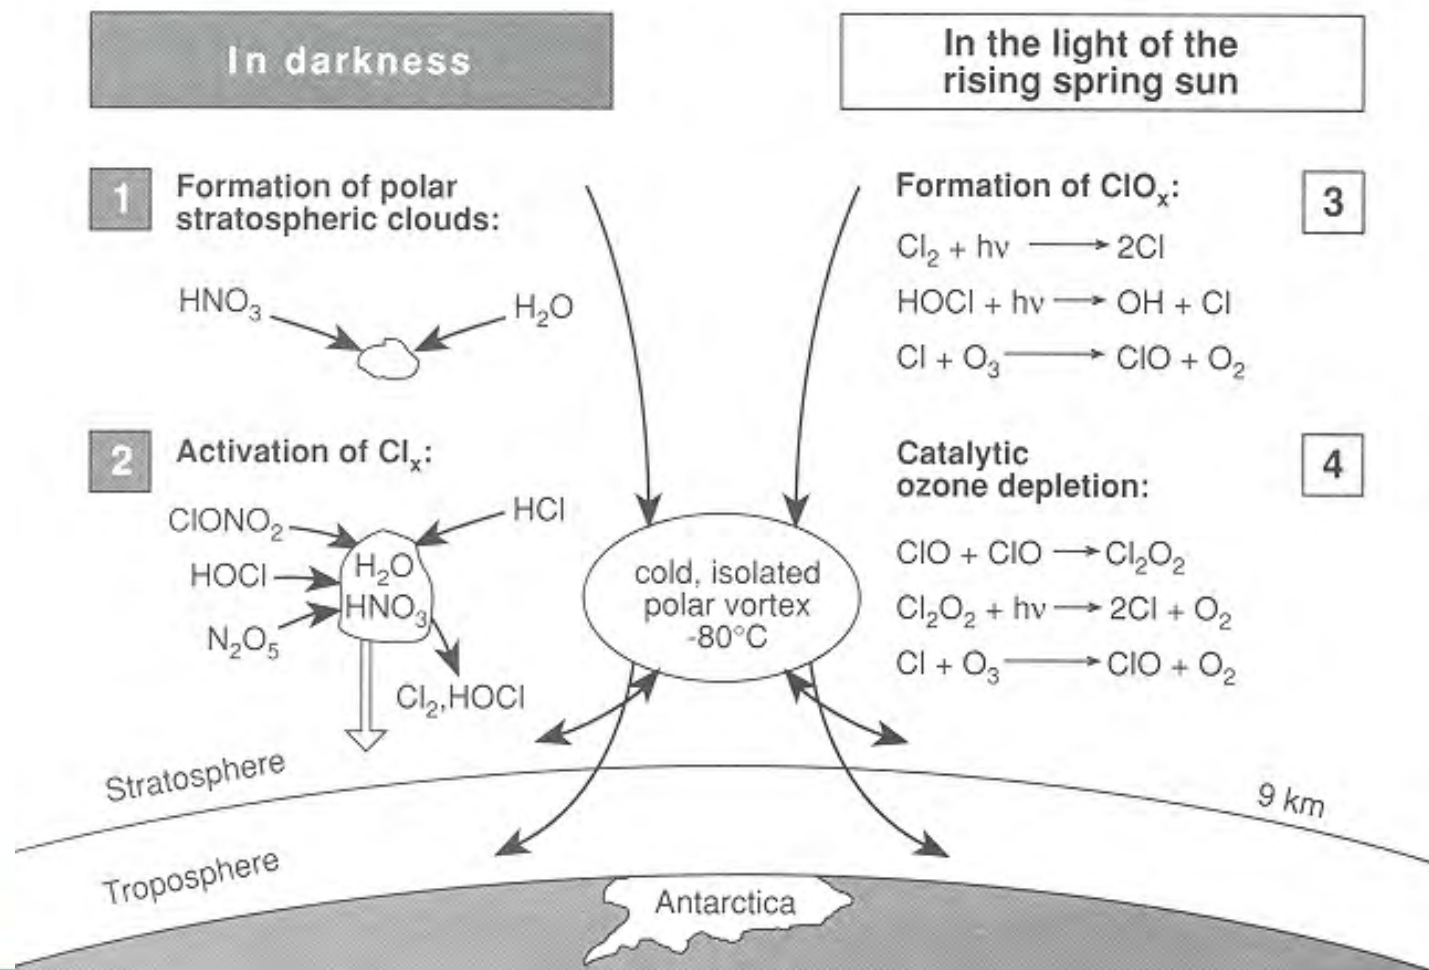 In darkness
In the light of the
rising spring sun
1
Formation of polar
stratospheric clouds:
HNO₃
H₂O
2
Activation of Clₓ:
ClONO₂
HCl
HOCl
H₂O
HNO₃
N₂O₅
Cl₂,HOCl
Formation of ClOₓ:
3
Cl₂ + hν → 2Cl
HOCl + hν → OH + Cl
Cl + O₃ → ClO + O₂
Catalytic
ozone depletion:
4
ClO + ClO → Cl₂O₂
Cl₂O₂ + hν → 2Cl + O₂
Cl + O₃ → ClO + O₂
cold, isolated
polar vortex
-80°C
Stratosphere
9 km
Troposphere
Antarctica